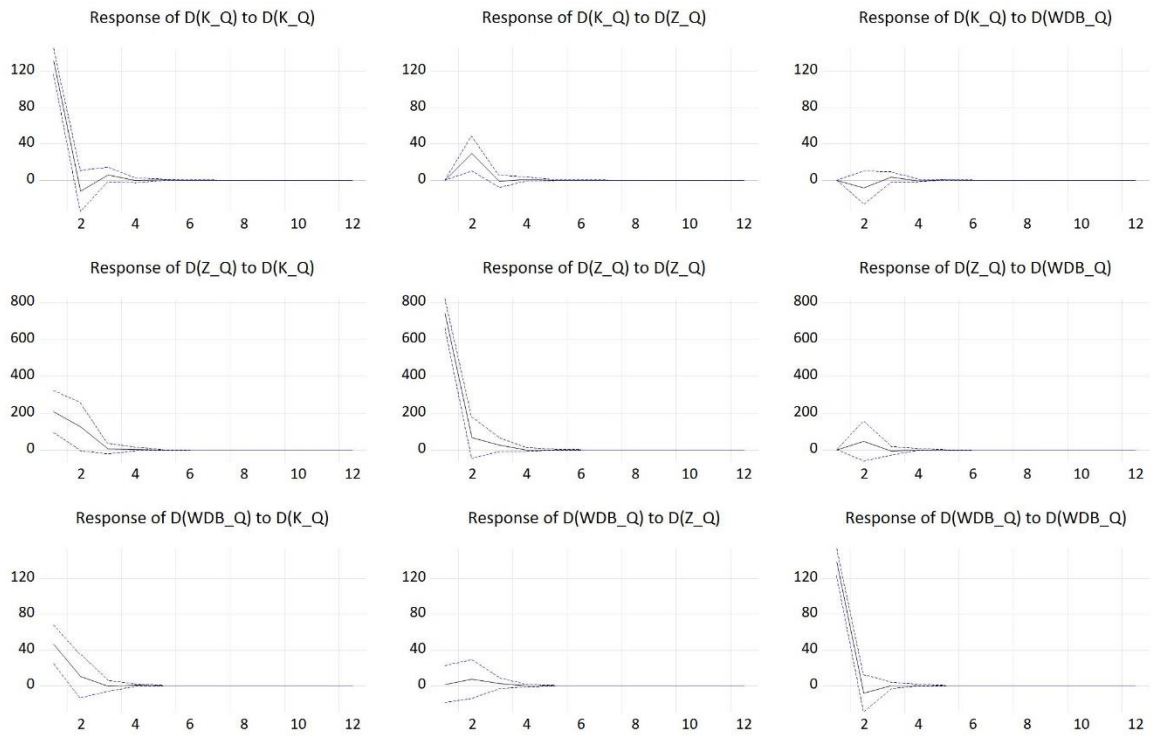 Response of D(K_Q) to D(K_Q)
Response of D(K_Q) to D(Z_Q)
Response of D(K_Q) to D(WDB_Q)
120
80
40
0
2 4 6 8 10 12
120
80
40
0
2 4 6 8 10 12
120
80
40
0
2 4 6 8 10 12
Response of D(Z_Q) to D(K_Q)
Response of D(Z_Q) to D(Z_Q)
Response of D(Z_Q) to D(WDB_Q)
800
600
400
200
0
2 4 6 8 10 12
800
600
400
200
0
2 4 6 8 10 12
800
600
400
200
0
2 4 6 8 10 12
Response of D(WDB_Q) to D(K_Q)
Response of D(WDB_Q) to D(Z_Q)
Response of D(WDB_Q) to D(WDB_Q)
120
80
40
0
2 4 6 8 10 12
120
80
40
0
2 4 6 8 10 12
120
80
40
0
2 4 6 8 10 12